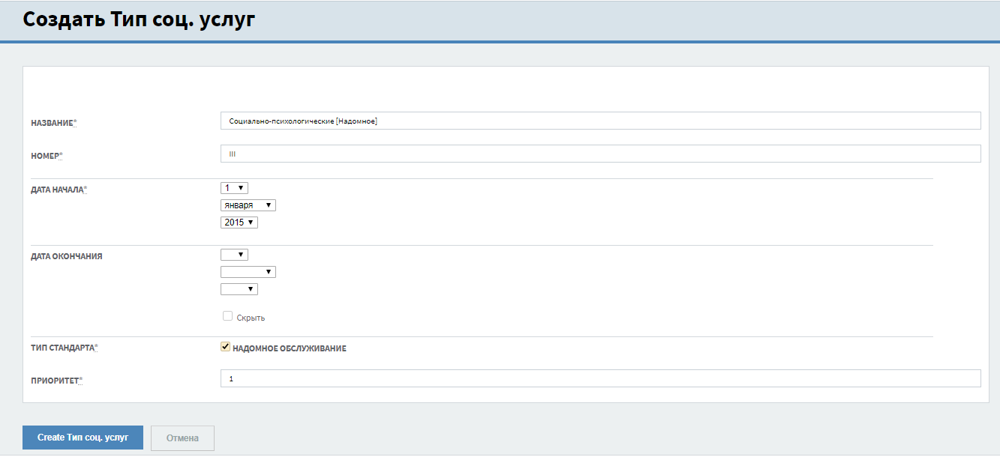 Создать Тип соц. услуг
НАЗВАНИЕ*
Социально-психологические [Надомное]
НОМЕР*
III
ДАТА НАЧАЛА*
1
января
2015
ДАТА ОКОНЧАНИЯ
Скрыть
ТИП СТАНДАРТА*
НАДОМНОЕ ОБСЛУЖИВАНИЕ
ПРИОРИТЕТ*
1
Create Тип соц. услуг
Отмена